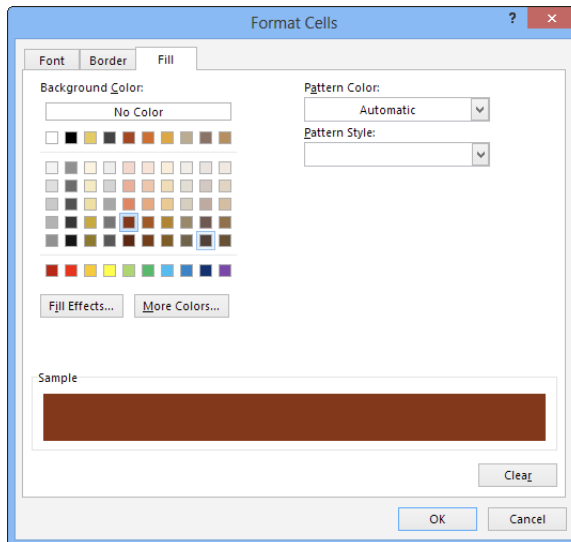 Format Cells
?
×
Font Border Fill
Background Color:
No Color
Pattern Color:
Automatic
Pattern Style:
Fill Effects...
More Colors...
Sample
Clear
OK
Cancel